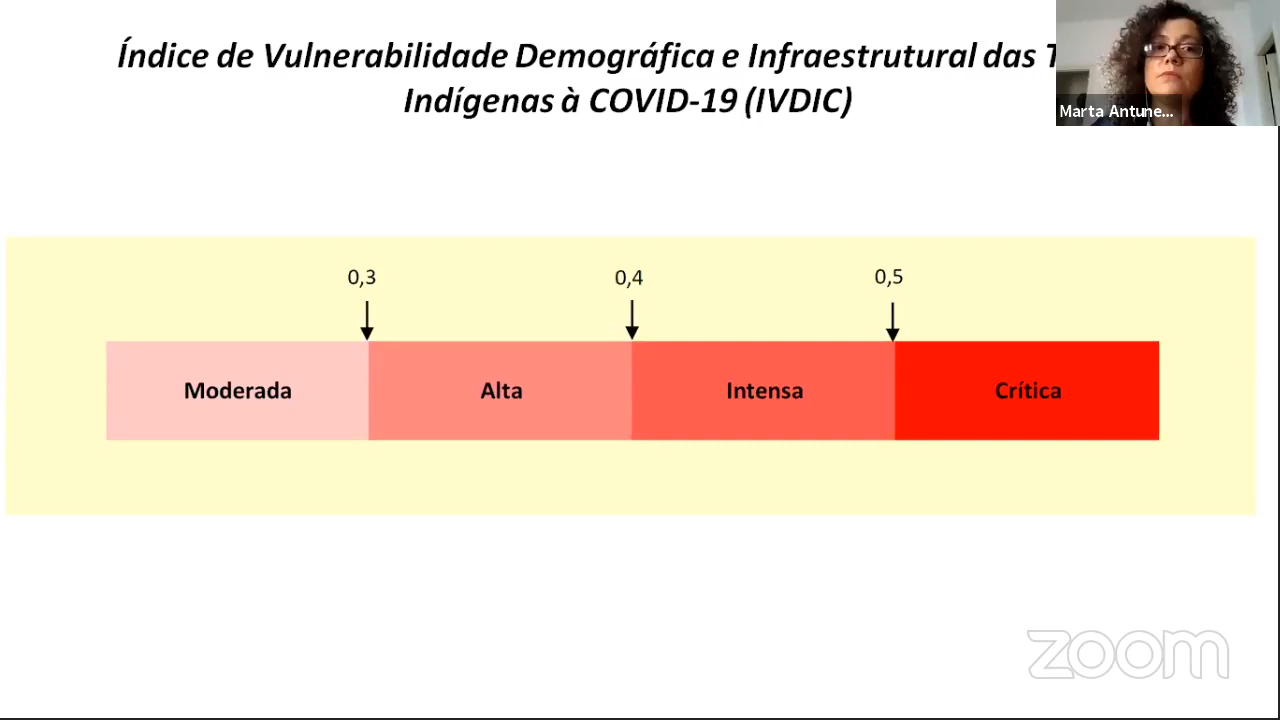 Índice de Vulnerabilidade Demográfica e Infraestrutural das
Indígenas à COVID-19 (IVDIC)
Marta Antune...
0,3
0,4
0,5
Moderada
Alta
Intensa
Crítica
zoom